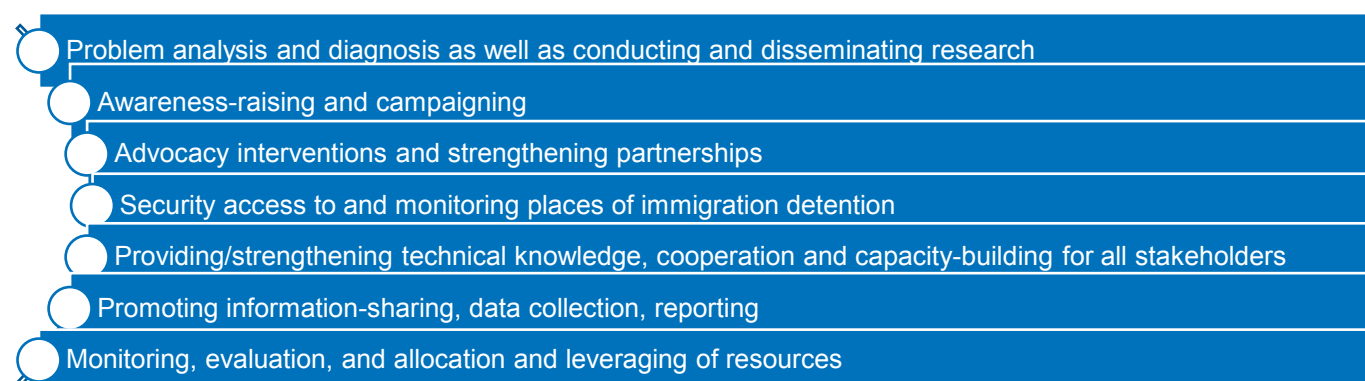 Problem analysis and diagnosis as well as conducting and disseminating research
Awareness-raising and campaigning
Advocacy interventions and strengthening partnerships
Security access to and monitoring places of immigration detention
Providing/strengthening technical knowledge, cooperation and capacity-building for all stakeholders
Promoting information-sharing, data collection, reporting
Monitoring, evaluation, and allocation and leveraging of resources